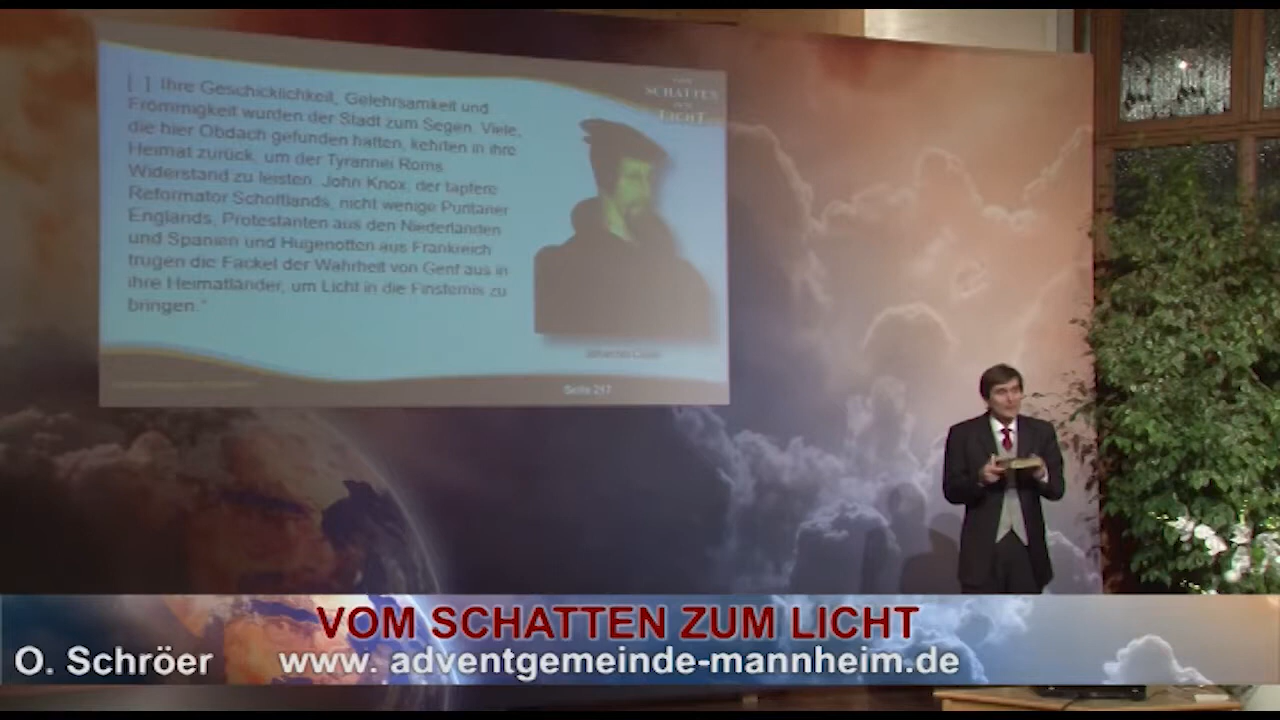 [...] Ihre Geschicklichkeit, Gelehrsamkeit und
Frömmigkeit wurden der Stadt zum Segen. Viele,
die hier Obdach gefunden hatten, kehrten in ihre
Heimat zurück, um der Tyrannei Roms
Widerstand zu leisten. John Knox, der tapfere
Reformator Schottlands, nicht wenige Puritaner
Englands, Protestanten aus den Niederlanden
und Spanien und Hugenotten aus Frankreich
trugen die Fackel der Wahrheit von Genf aus in
ihre Heimatländer, um Licht in die Finsternis zu
bringen.“
VOM
SCHATTEN
ZUM
LICHT
Seite 217
VOM SCHATTEN ZUM LICHT
O. Schröer
www. adventgemeinde-mannheim.de